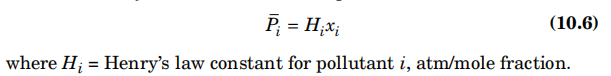 P̅ᵢ = Hᵢxᵢ (10.6)
where Hᵢ = Henry’s law constant for pollutant i, atm/mole fraction.